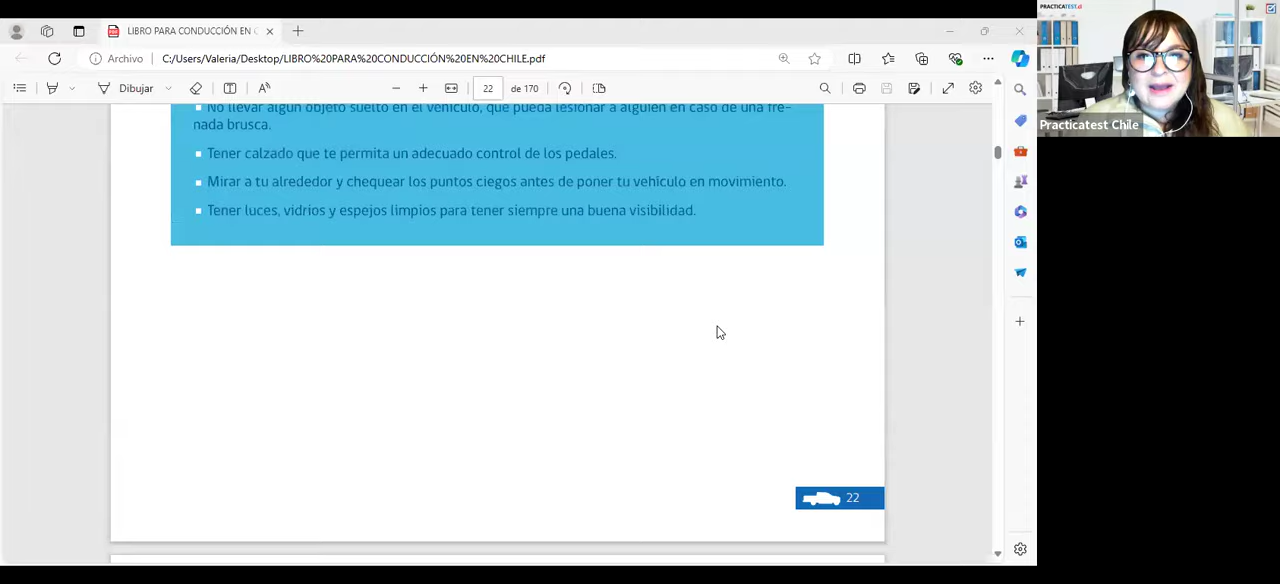 LIBRO PARA CONDUCCIÓN EN C
Archivo
C:/Users/Valeria/Desktop/LIBRO%20PARA%20CONDUCCIÓN%20EN%20CHILE.pdf
Dibujar
22
de 170
No llevar algún objeto suelto en el vehículo, que pueda lesionar a alguien en caso de una fre-
nada brusca.
Tener calzado que te permita un adecuado control de los pedales.
Mirar a tu alrededor y chequear los puntos ciegos antes de poner tu vehículo en movimiento.
Tener luces, vidrios y espejos limpios para tener siempre una buena visibilidad.
22
PRACTICATEST.cl
Practicatest Chile